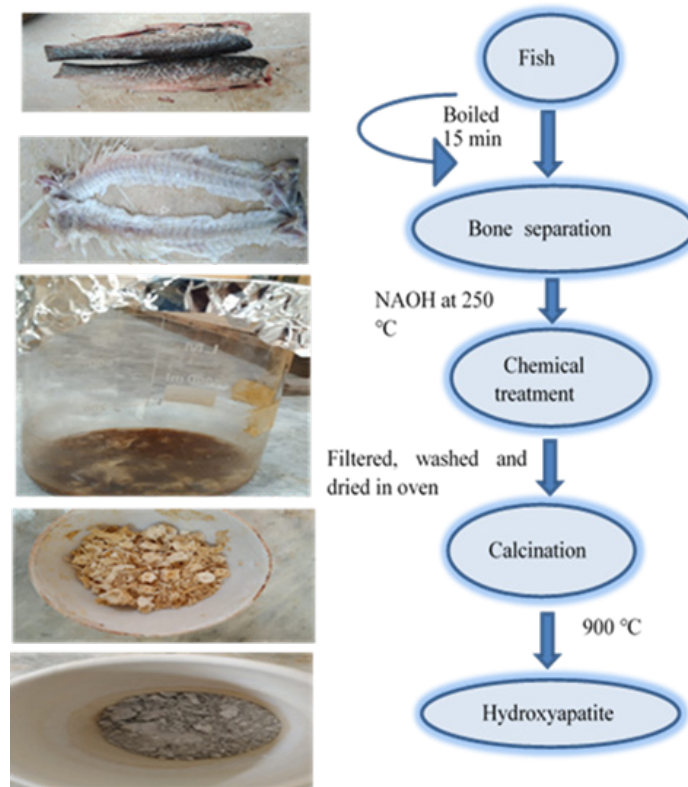 Fish
Boiled
15 min
Bone separation
NAOH at 250
℃
Chemical
treatment
Filtered, washed and
dried in oven
Calcination
900 ℃
Hydroxyapatite